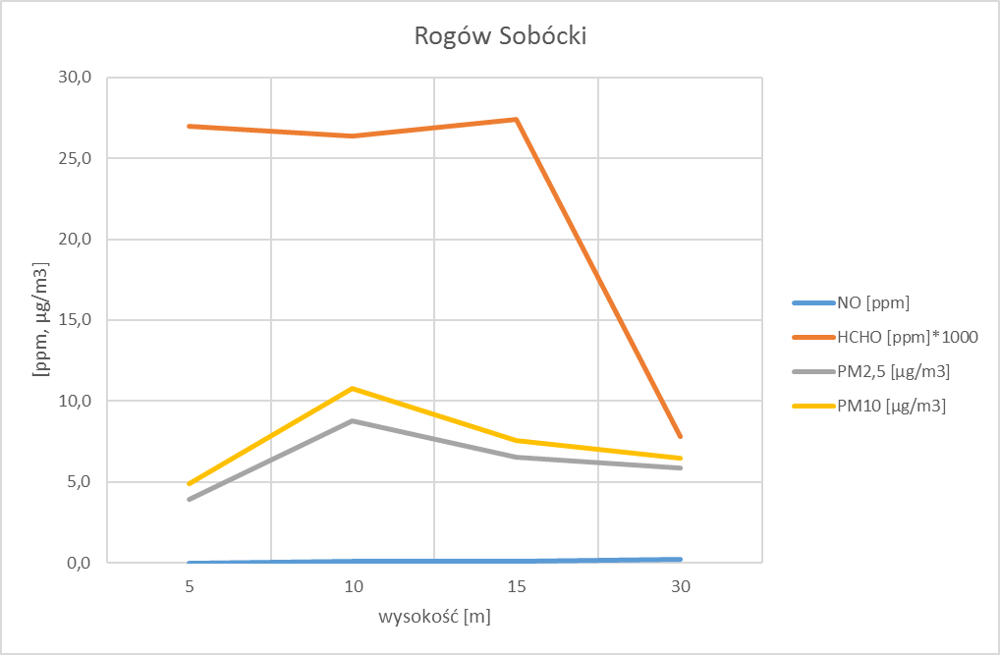 Rogów Sobócki
30,0
25,0
20,0
15,0
10,0
5,0
0,0
[ppm, µg/m3]
5 10 15 30
wysokość [m]
NO [ppm]
HCHO [ppm]*1000
PM2,5 [µg/m3]
PM10 [µg/m3]